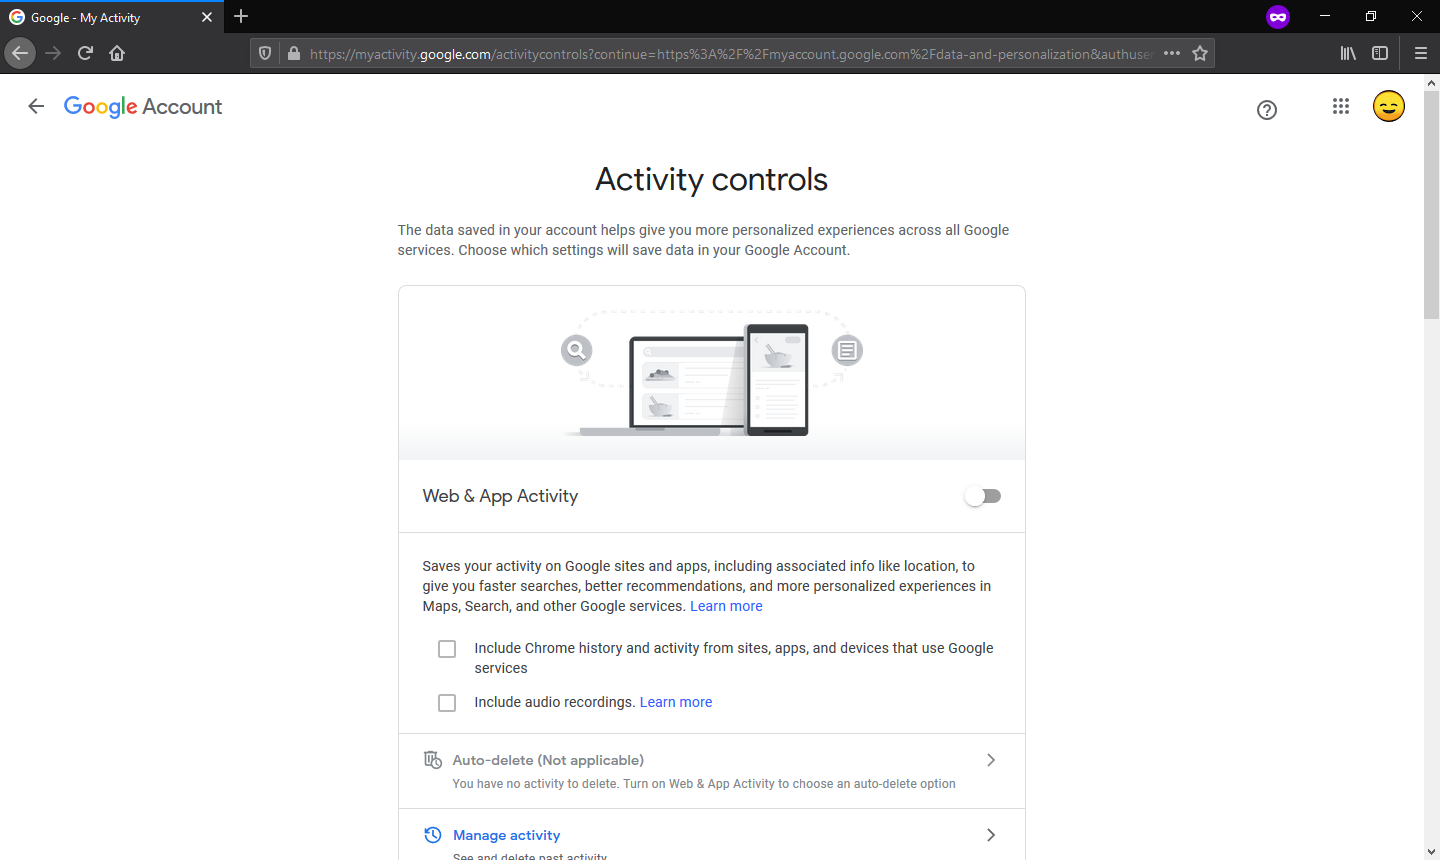 Google - My Activity
https://myactivity.google.com/activitycontrols?continue=https%3A%2F%2Fmyaccount.google.com%2Fdata-and-personalization&authuser
Google Account
Activity controls
The data saved in your account helps give you more personalized experiences across all Google
services. Choose which settings will save data in your Google Account.
Web & App Activity
Saves your activity on Google sites and apps, including associated info like location, to
give you faster searches, better recommendations, and more personalized experiences in
Maps, Search, and other Google services. Learn more
Include Chrome history and activity from sites, apps, and devices that use Google
services
Include audio recordings. Learn more
Auto-delete (Not applicable)
You have no activity to delete. Turn on Web & App Activity to choose an auto-delete option
Manage activity
See and delete past activity